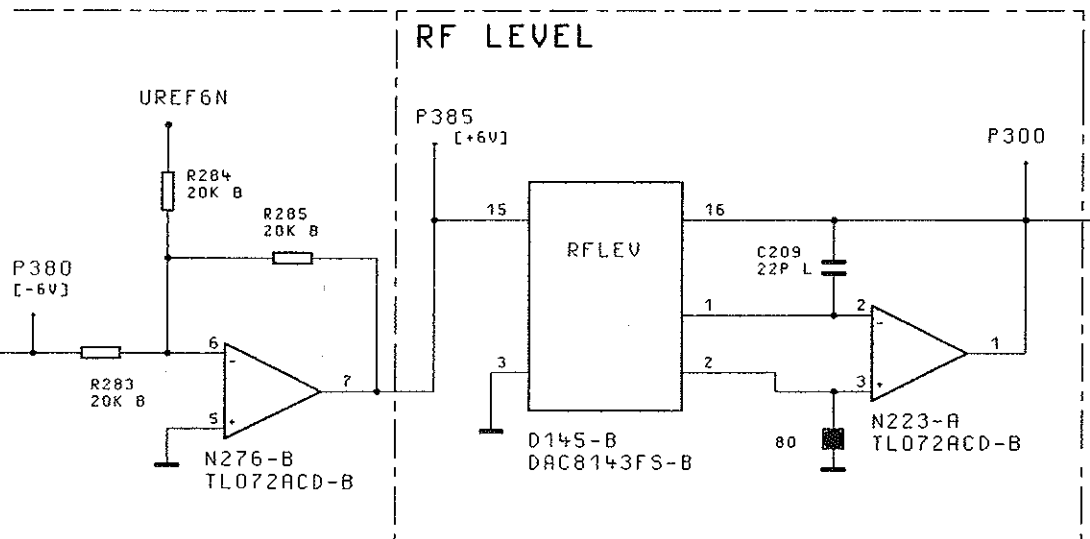 RF LEVEL
UREF6N
P385
[+6V]
P300
R284
20K B
R285
20K B
15
16
RFLEV
C209
22P L
P380
[-6V]
1
2
-
6
-
1
3
2
3
+
7
R283
20K B
5
+
N276-B
TL072ACD-B
D145-B
DAC8143FS-B
80
N223-A
TL072ACD-B